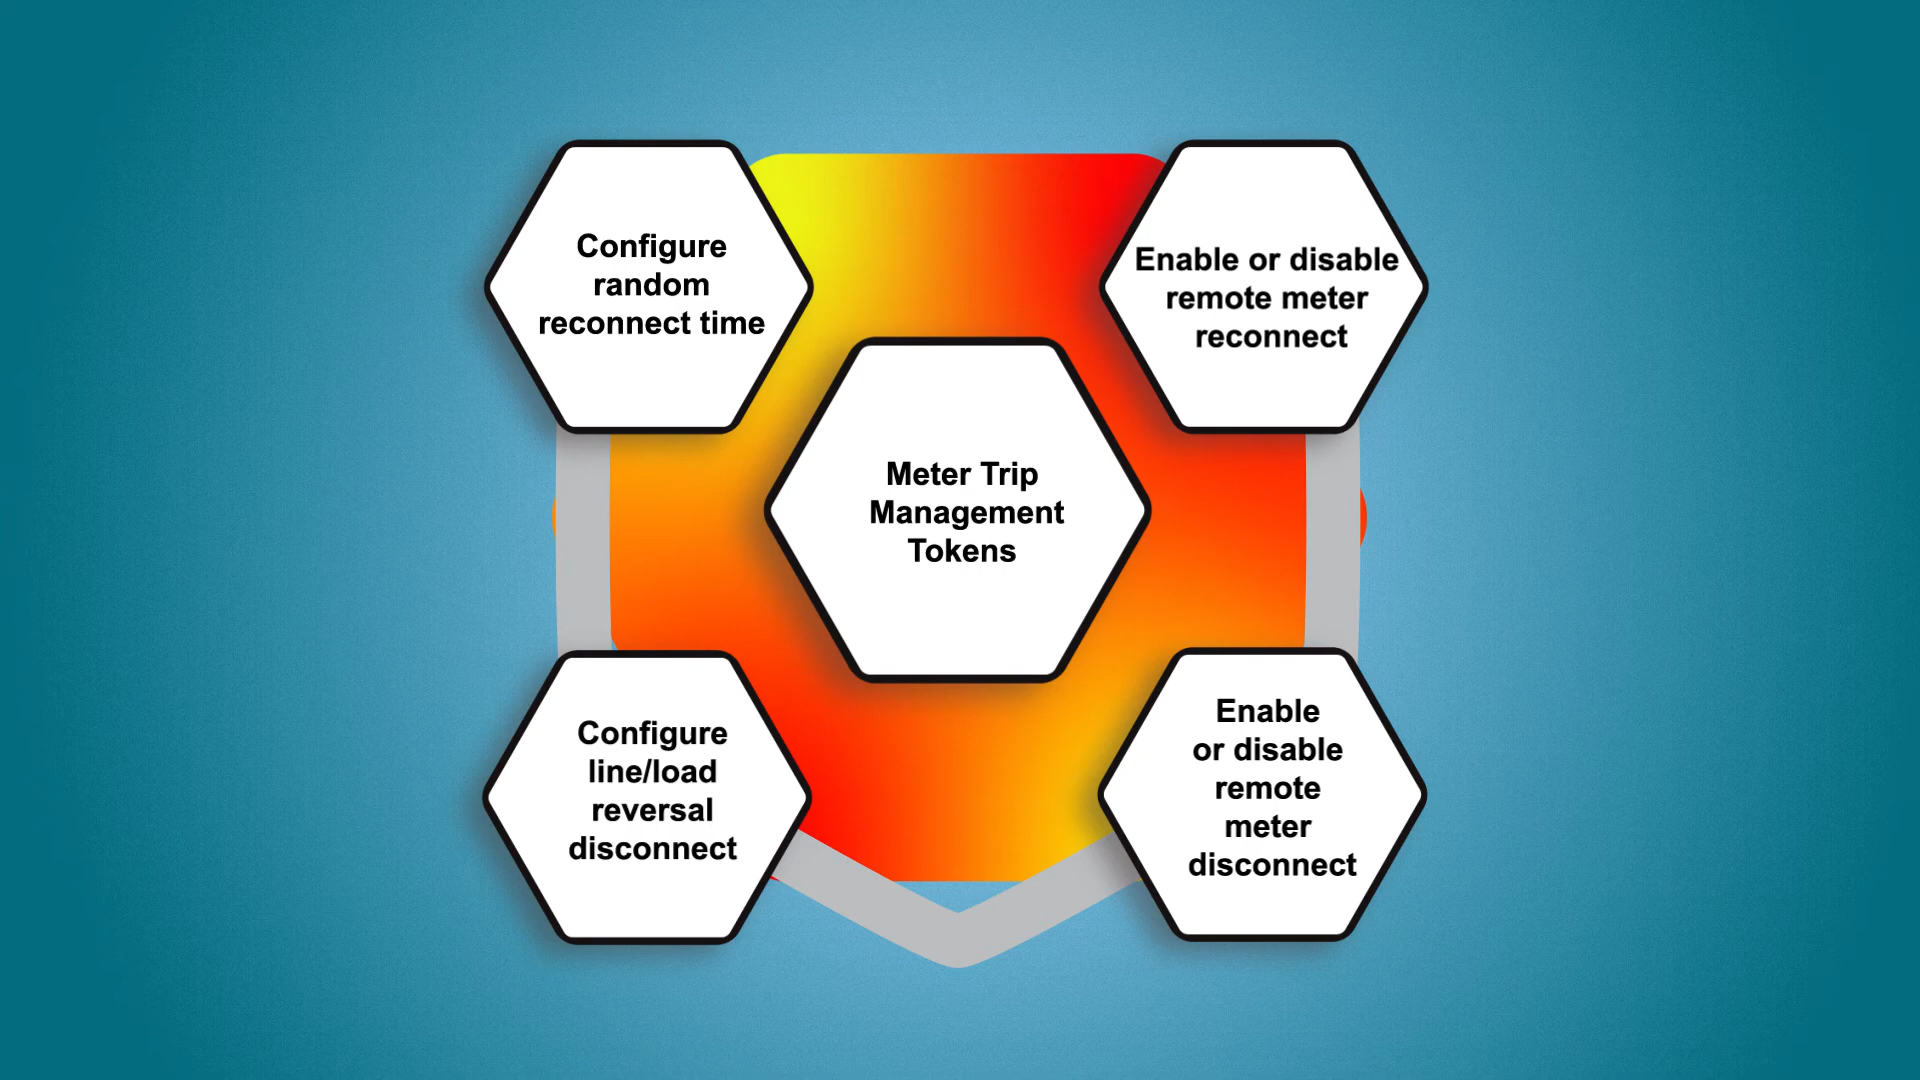 Configure
random
reconnect time
Enable or disable
remote meter
reconnect
Meter Trip
Management
Tokens
Configure
line/load
reversal
disconnect
Enable
or disable
remote
meter
disconnect